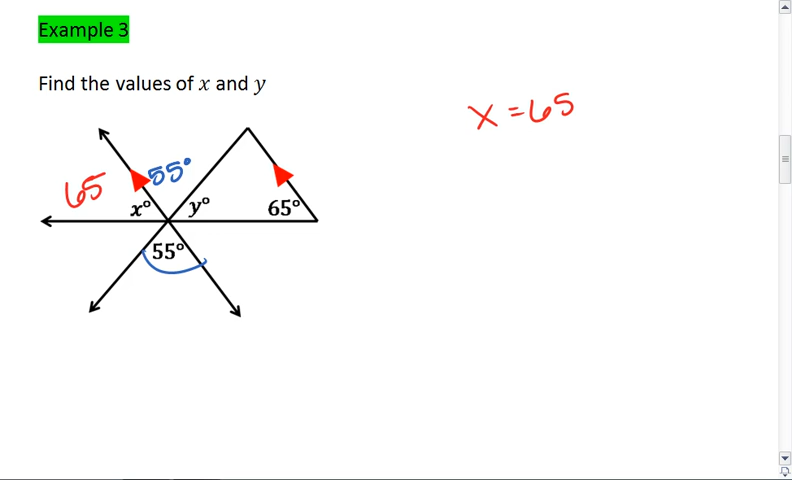 Example 3
Find the values of x and y
x = 65
65
55°
x°
y°
65°
55°